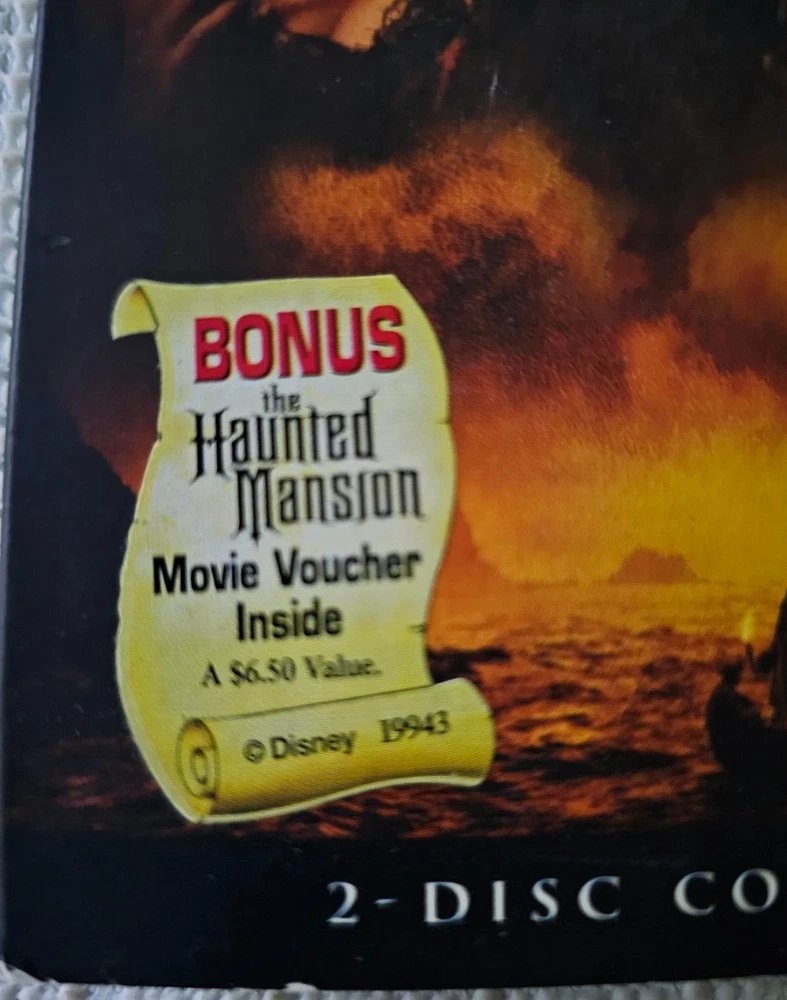 BONUS
the
Haunted
Mansion
Movie Voucher
Inside
A $6.50 Value.
© Disney 19943
2-DISC CO